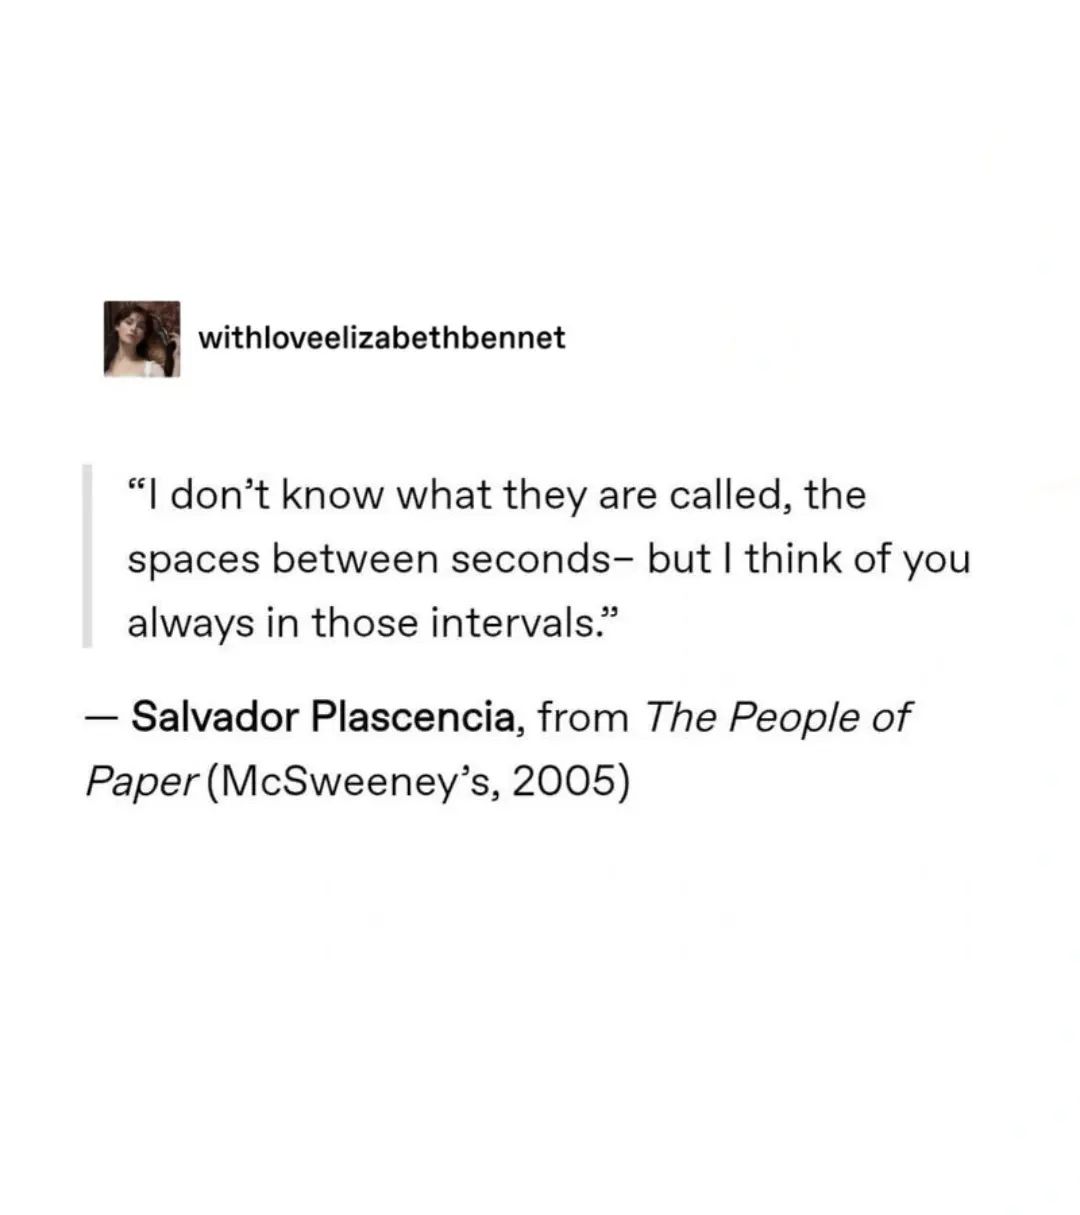 withloveelizabethbennet
“I don’t know what they are called, the
spaces between seconds– but I think of you
always in those intervals.”
— Salvador Plascencia, from The People of
Paper (McSweeney’s, 2005)